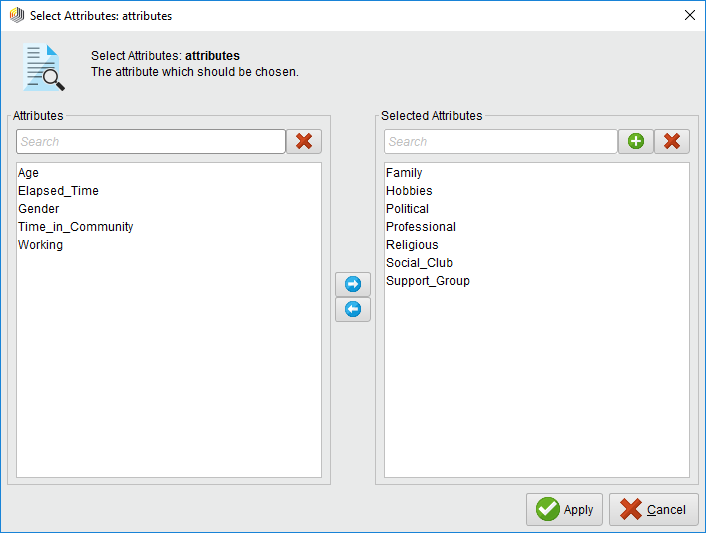 Select Attributes: attributes
Select Attributes: attributes
The attribute which should be chosen.
Attributes
Search
Age
Elapsed_Time
Gender
Time_in_Community
Working
Selected Attributes
Search
Family
Hobbies
Political
Professional
Religious
Social_Club
Support_Group
Apply
Cancel